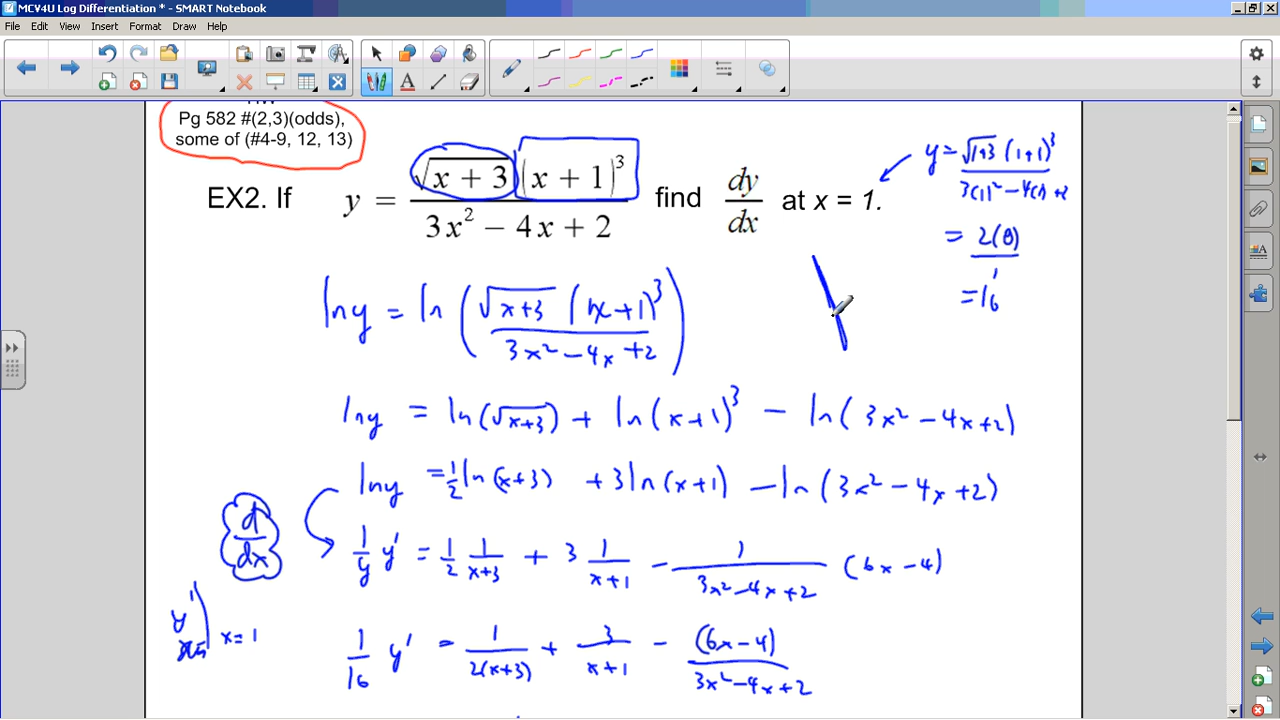 MCV4U Log Differentiation * - SMART Notebook
File Edit View Insert Format Draw Help
Pg 582 #(2,3)(odds),
some of (#4-9, 12, 13)
EX2. If y = √(x + 3) (x + 1)³ / (3x² − 4x + 2) find dy/dx at x = 1.
y = √(1+3) (1+1)³ / (3(1)² − 4(1) + 2)
= 2(8) / 1
= 16
ln y = ln ( √(x+3) (x+1)³ / (3x² − 4x + 2) )
ln y = ln(√(x+3)) + ln(x+1)³ − ln(3x² − 4x + 2)
ln y = 1/2 ln(x+3) + 3 ln(x+1) − ln(3x² − 4x + 2)
d/dx
1/y y' = 1/2 1/(x+3) + 3 1/(x+1) − 1/(3x² − 4x + 2) (6x − 4)
y' ) x = 1
1/16 y' = 1/(2(x+3)) + 3/(x+1) − (6x − 4)/(3x² − 4x + 2)